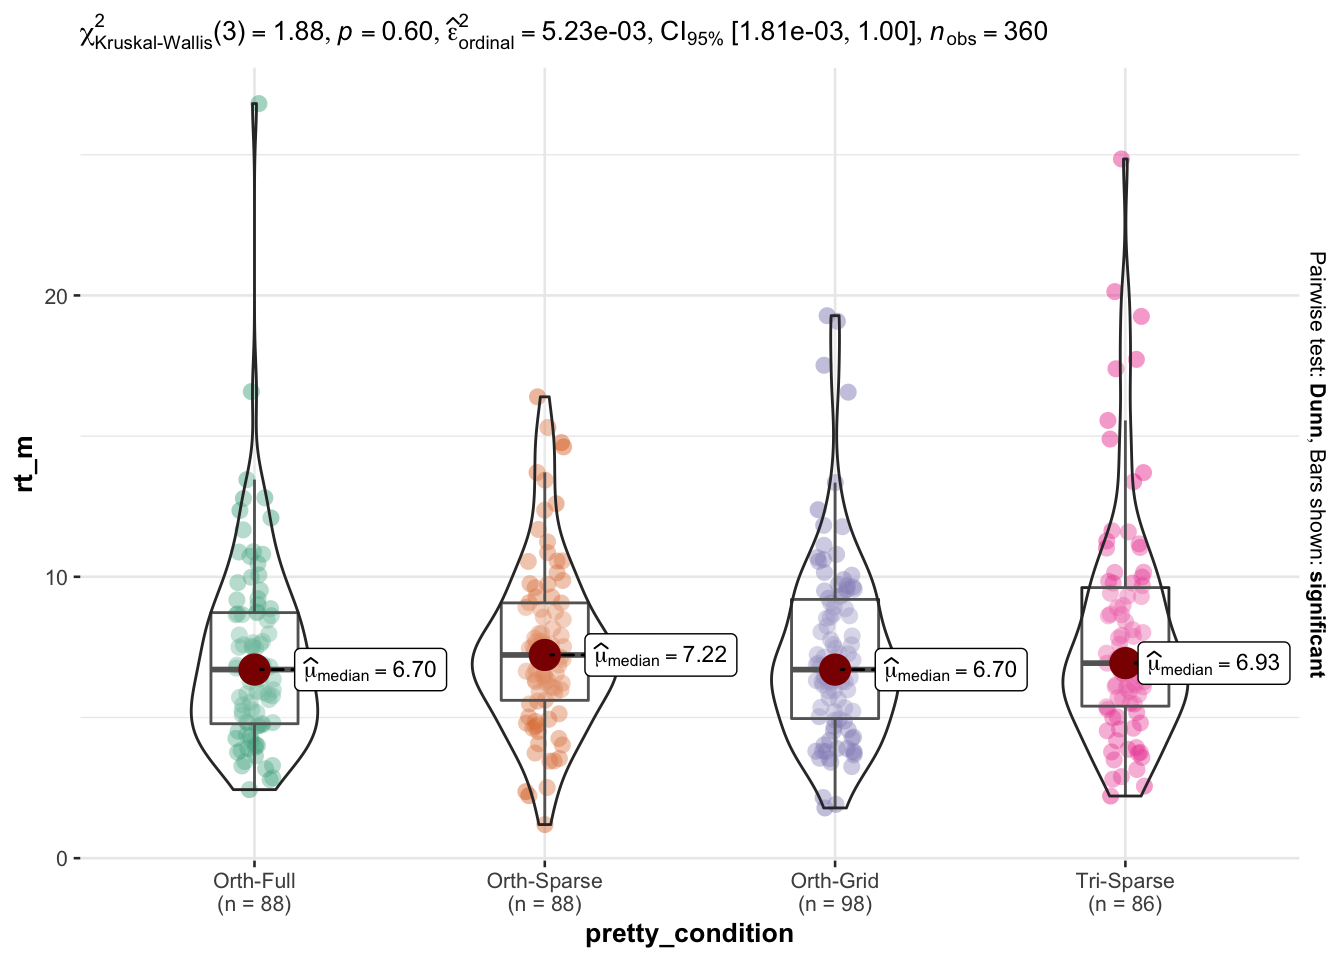 χ²Kruskal-Wallis(3) = 1.88, p = 0.60, ε̂²ordinal = 5.23e-03, CI95% [1.81e-03, 1.00], nobs = 360
rt_m
20
10
0
μ̂median = 6.70
μ̂median = 7.22
μ̂median = 6.70
μ̂median = 6.93
Pairwise test: Dunn, Bars shown: significant
Orth-Full
(n = 88)
Orth-Sparse
(n = 88)
Orth-Grid
(n = 98)
Tri-Sparse
(n = 86)
pretty_condition